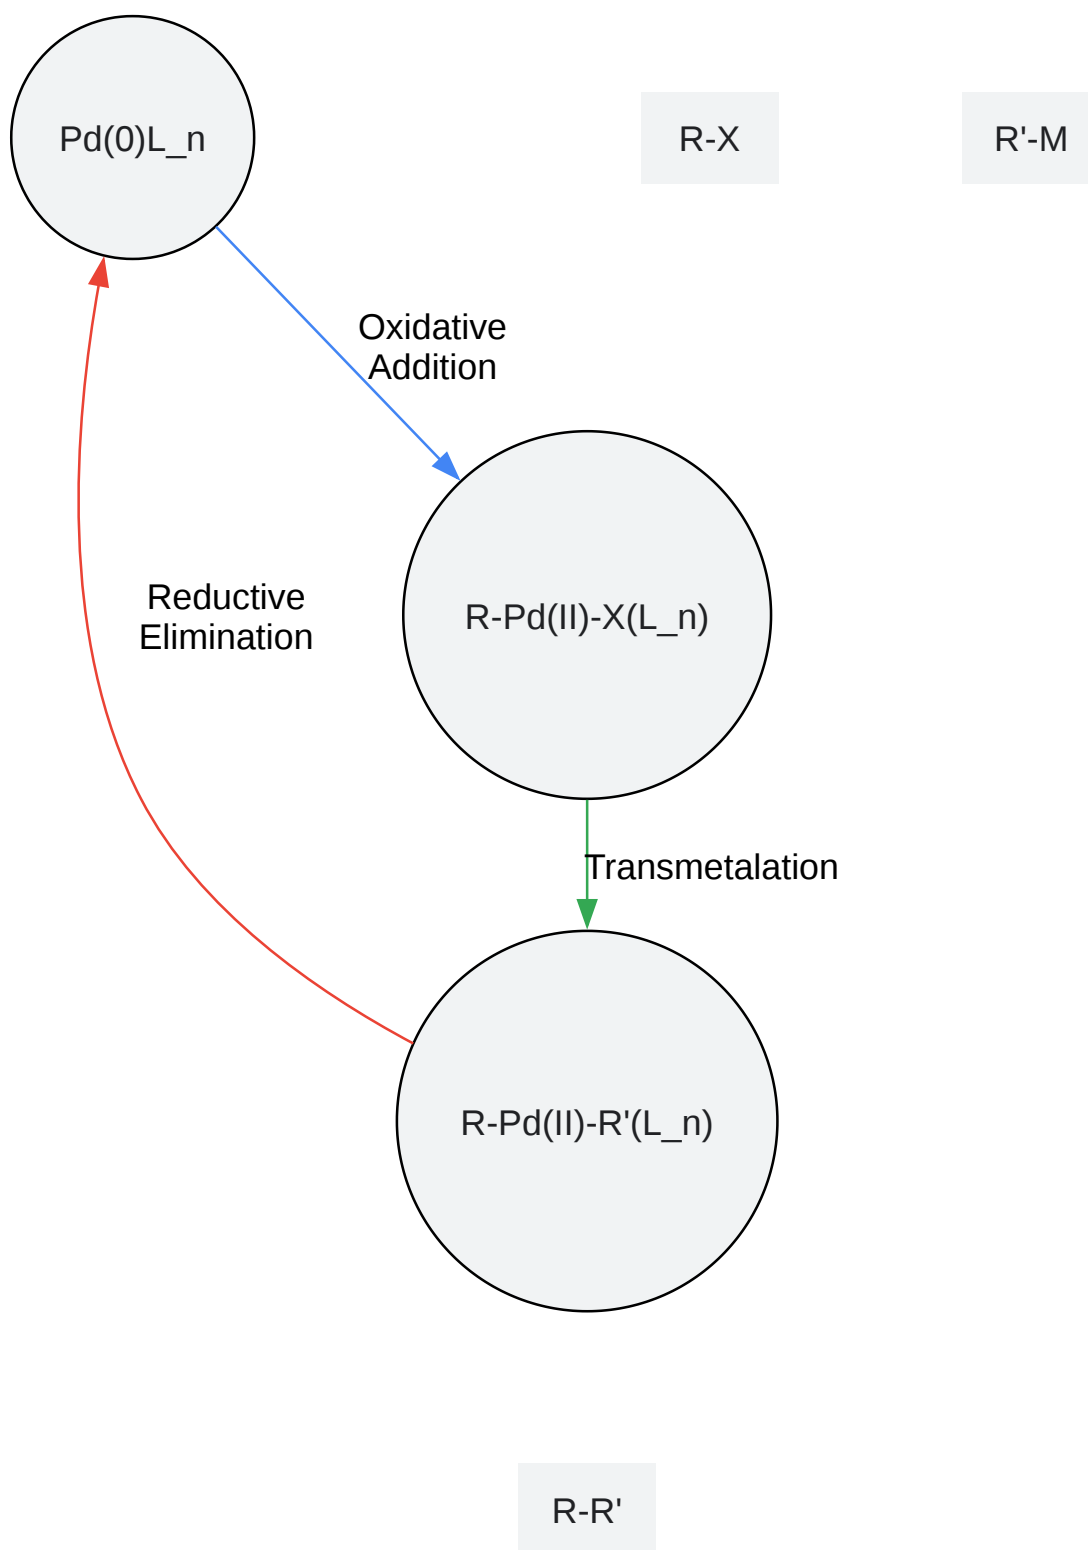 Pd(0)L_n
R-X
R'-M
Oxidative
Addition
Reductive
Elimination
R-Pd(II)-X(L_n)
Transmetalation
R-Pd(II)-R'(L_n)
R-R'